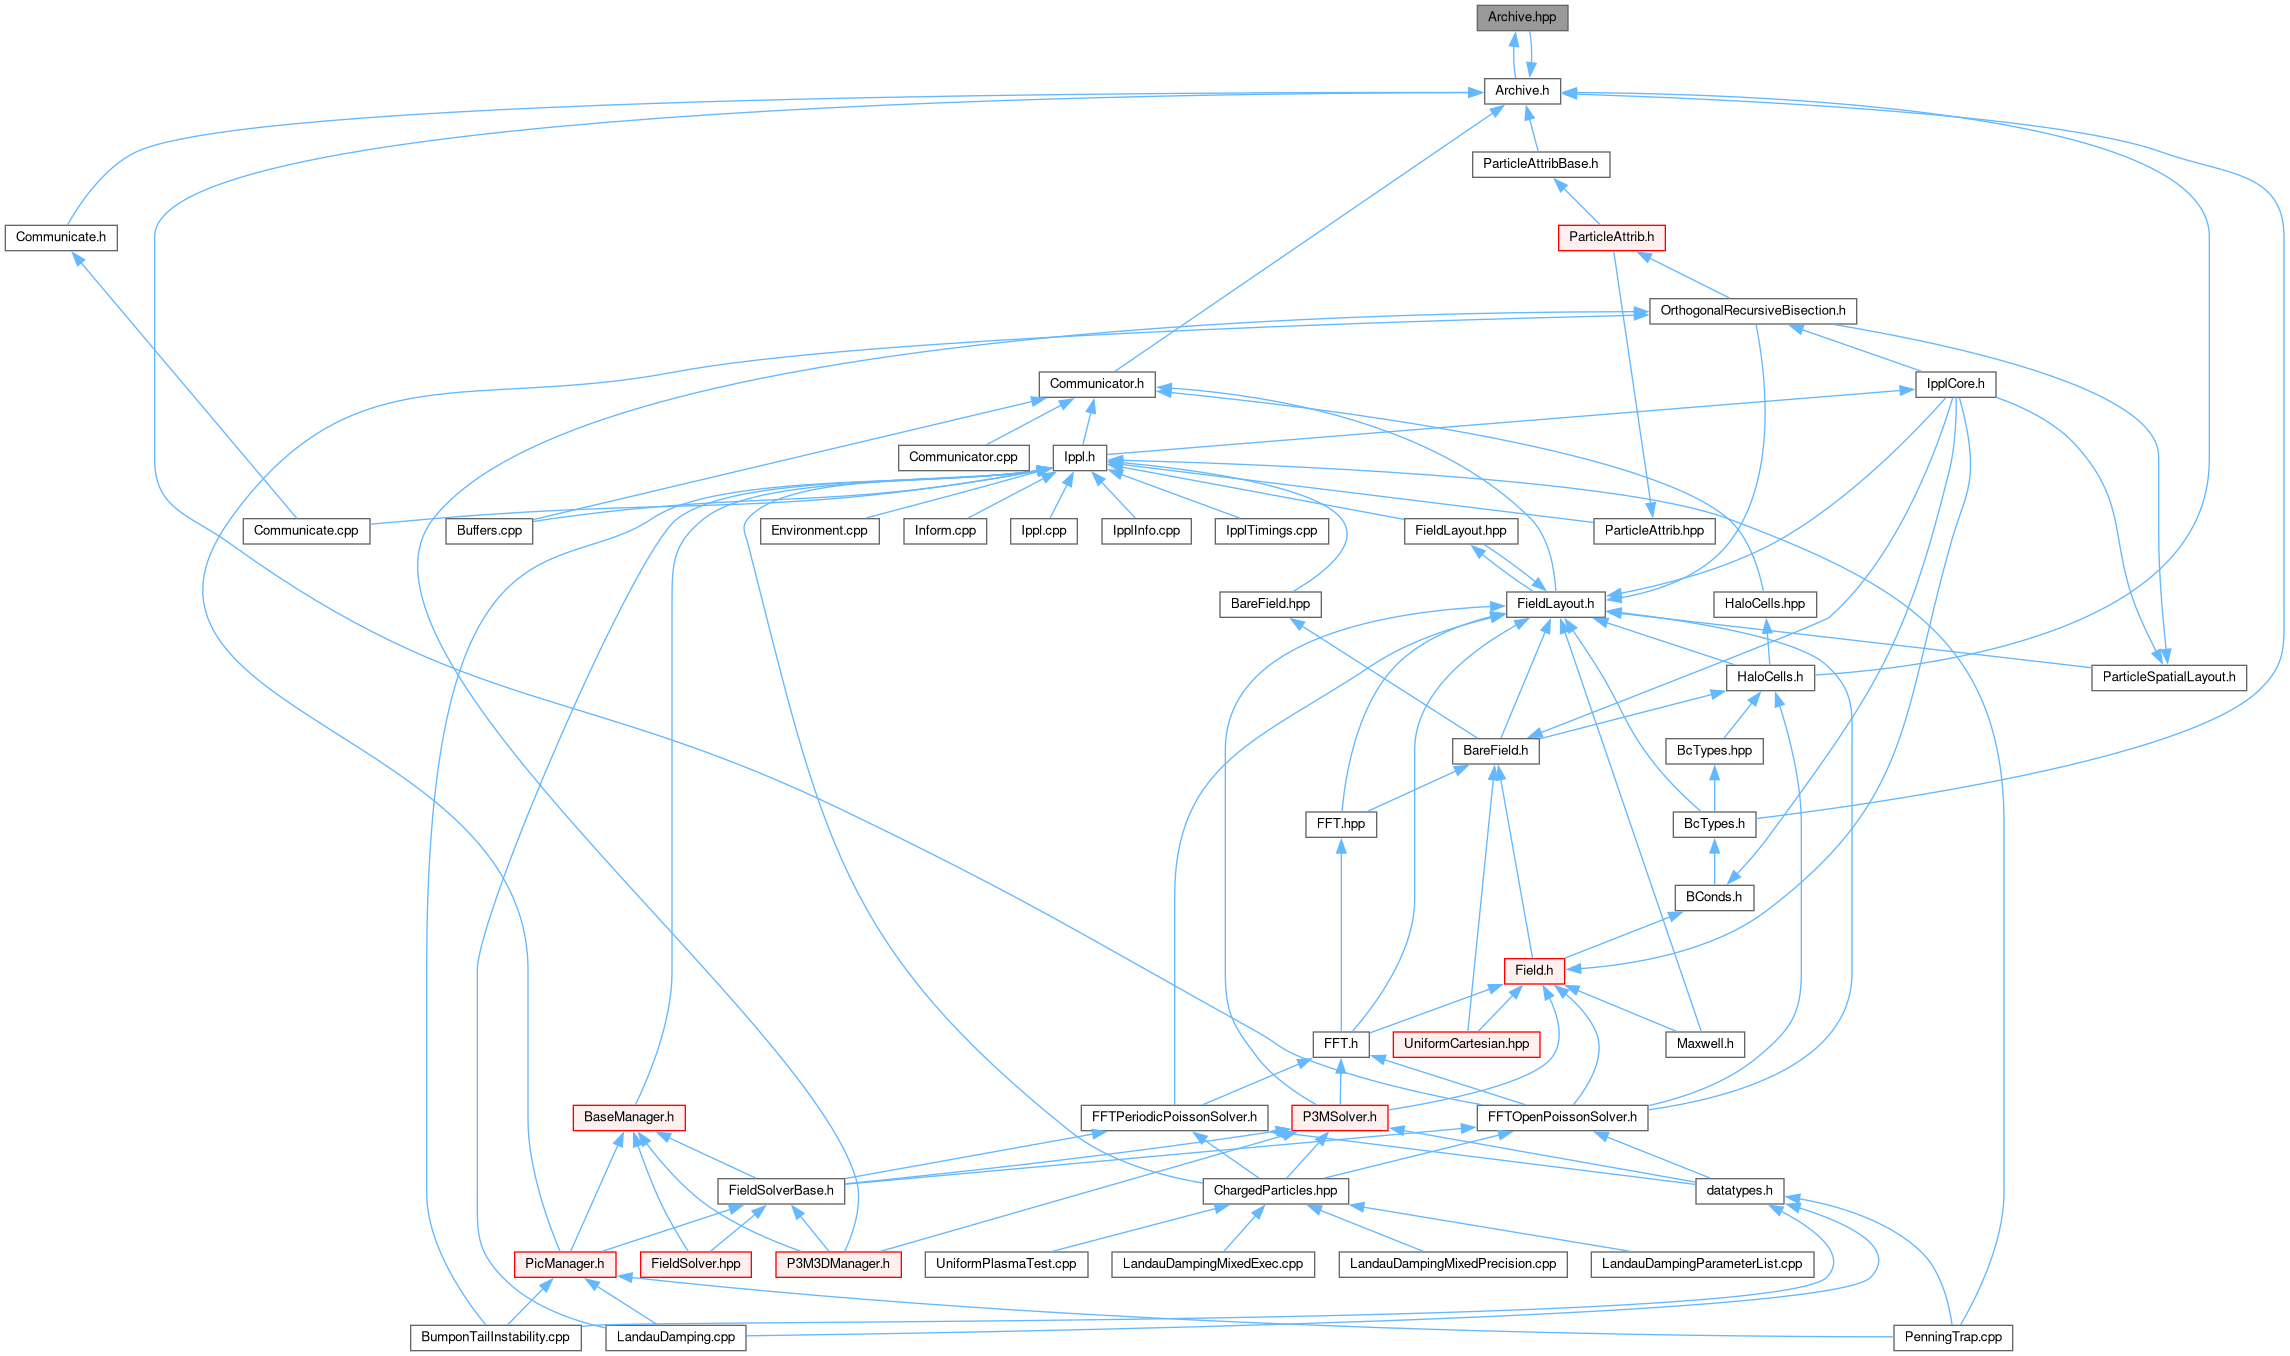 Archive.hpp
Archive.h
ParticleAttribBase.h
Communicate.h
ParticleAttrib.h
OrthogonalRecursiveBisection.h
Communicator.h
IpplCore.h
Communicator.cpp
Ippl.h
Communicate.cpp
Buffers.cpp
Environment.cpp
Inform.cpp
Ippl.cpp
IpplInfo.cpp
IpplTimings.cpp
FieldLayout.hpp
ParticleAttrib.hpp
BareField.hpp
FieldLayout.h
HaloCells.hpp
HaloCells.h
ParticleSpatialLayout.h
BareField.h
BcTypes.hpp
FFT.hpp
BcTypes.h
BConds.h
Field.h
FFT.h
UniformCartesian.hpp
Maxwell.h
BaseManager.h
FFTPeriodicPoissonSolver.h
P3MSolver.h
FFTOpenPoissonSolver.h
FieldSolverBase.h
ChargedParticles.hpp
datatypes.h
PicManager.h
FieldSolver.hpp
P3M3DManager.h
UniformPlasmaTest.cpp
LandauDampingMixedExec.cpp
LandauDampingMixedPrecision.cpp
LandauDampingParameterList.cpp
BumponTailInstability.cpp
LandauDamping.cpp
PenningTrap.cpp